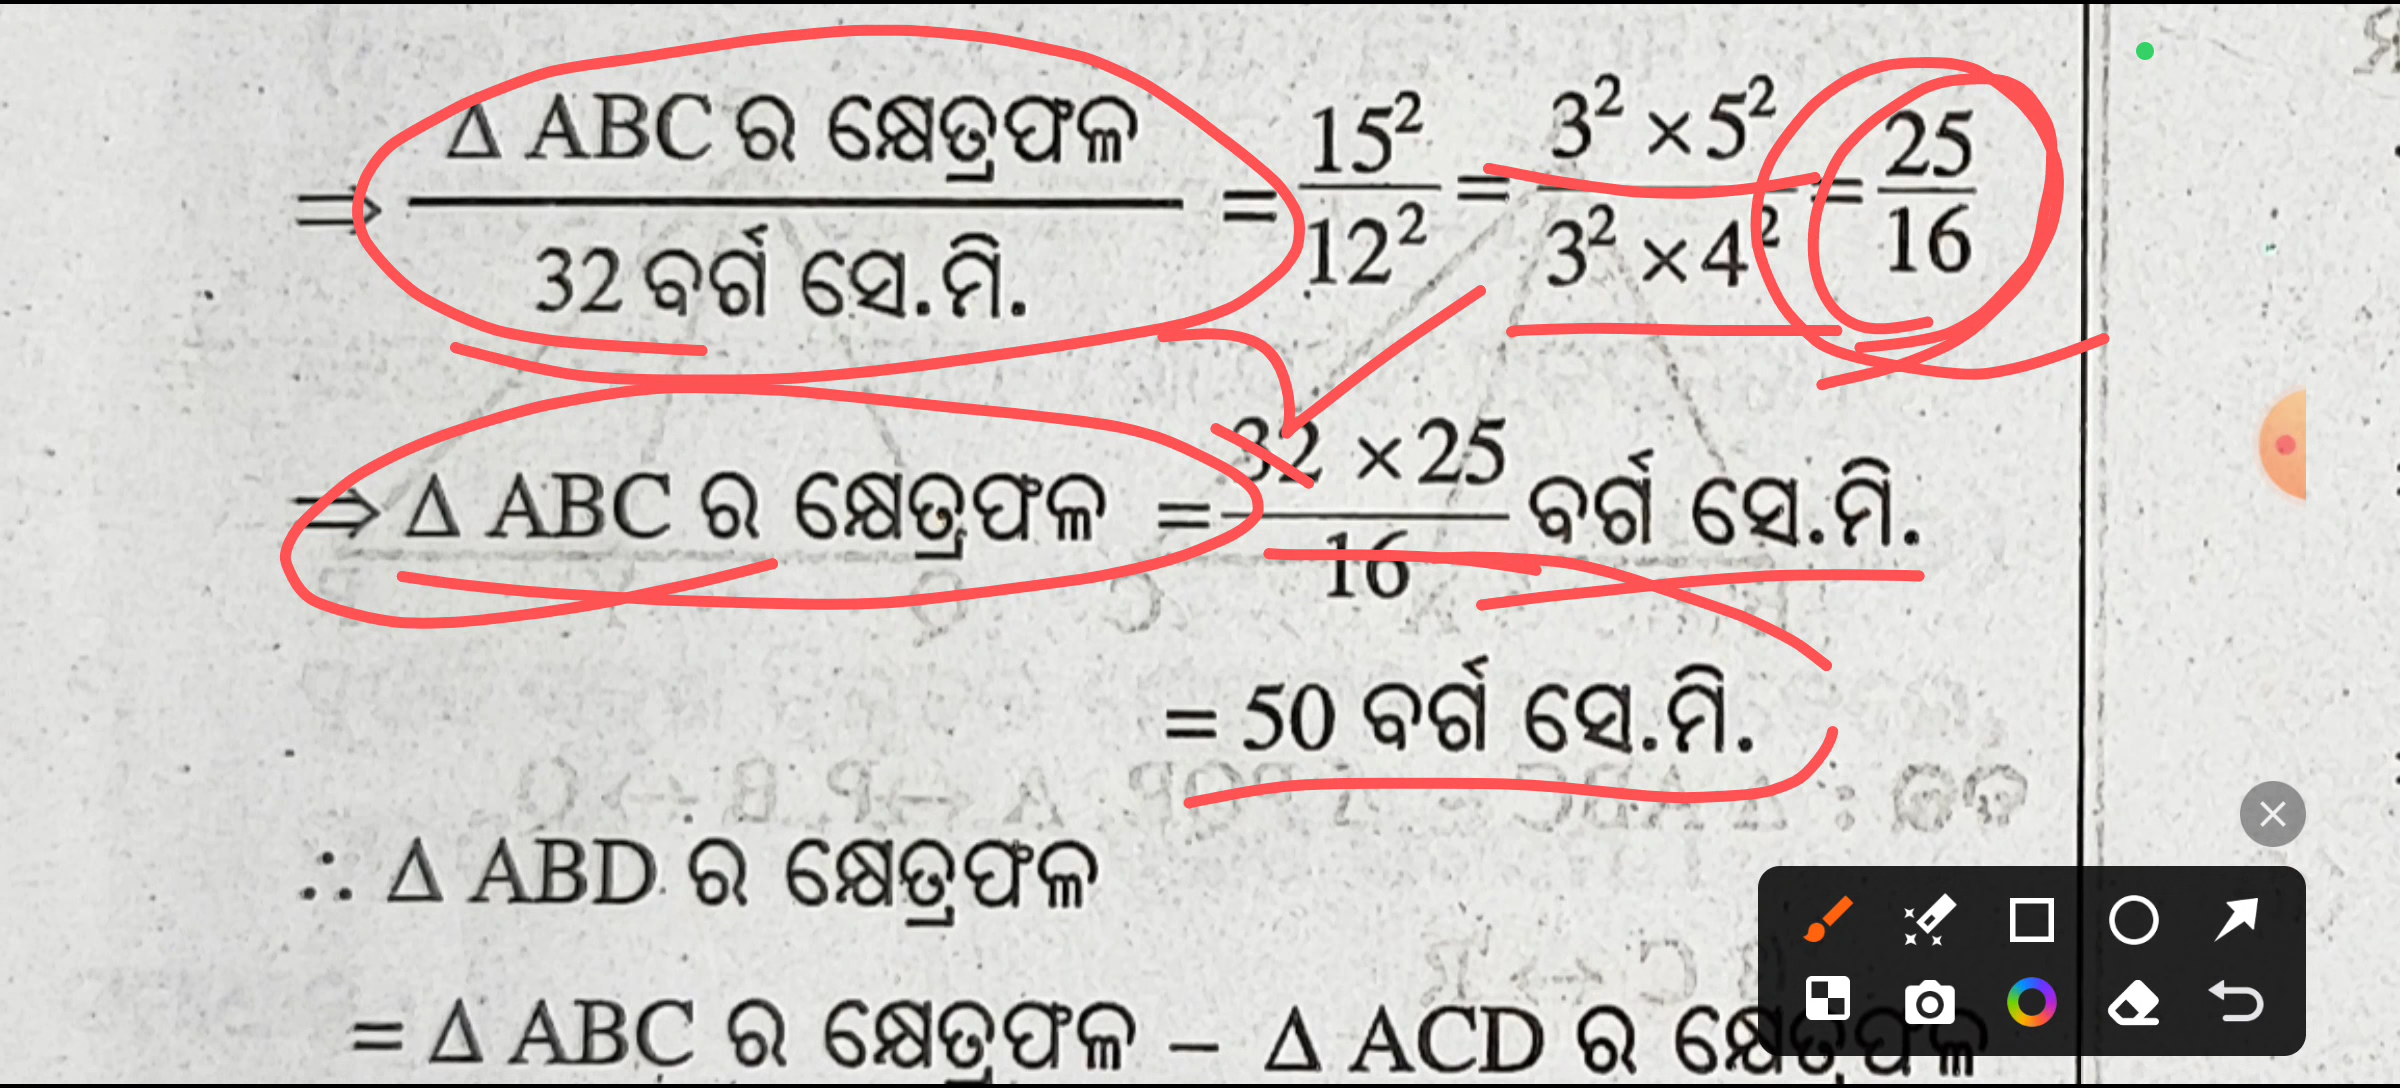 ⇒ Δ ABC ର କ୍ଷେତ୍ରଫଳ / 32 ବର୍ଗ ସେ.ମି. = 15² / 12² = 3² × 5² / 3² × 4² = 25 / 16
⇒ Δ ABC ର କ୍ଷେତ୍ରଫଳ = 32 × 25 / 16 ବର୍ଗ ସେ.ମି.
= 50 ବର୍ଗ ସେ.ମି.
∴ Δ ABD ର କ୍ଷେତ୍ରଫଳ
= Δ ABC ର କ୍ଷେତ୍ରଫଳ – Δ ACD ର କ୍ଷେତ୍ରଫଳ